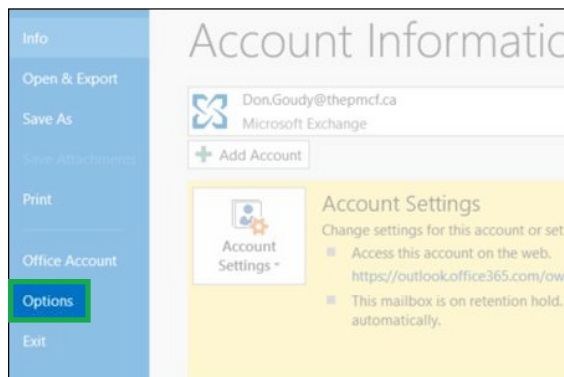 Info
Open & Export
Save As
Save Attachments
Print
Office Account
Options
Exit
Account Informatio
Don.Goudy@thepmcf.ca
Microsoft Exchange
Add Account
Account
Settings
Account Settings
Change settings for this account or set
Access this account on the web.
https://outlook.office365.com/ow
This mailbox is on retention hold.
automatically.